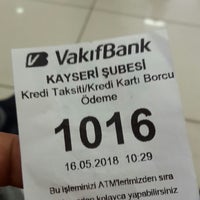 VakıfBank
KAYSERİ ŞUBESİ
Kredi Taksiti/Kredi Kartı Borcu
Ödeme
1016
16.05.2018 10:29
Bu işleminizi ATM'lerimizden sıra
kolayca yapabilirsiniz